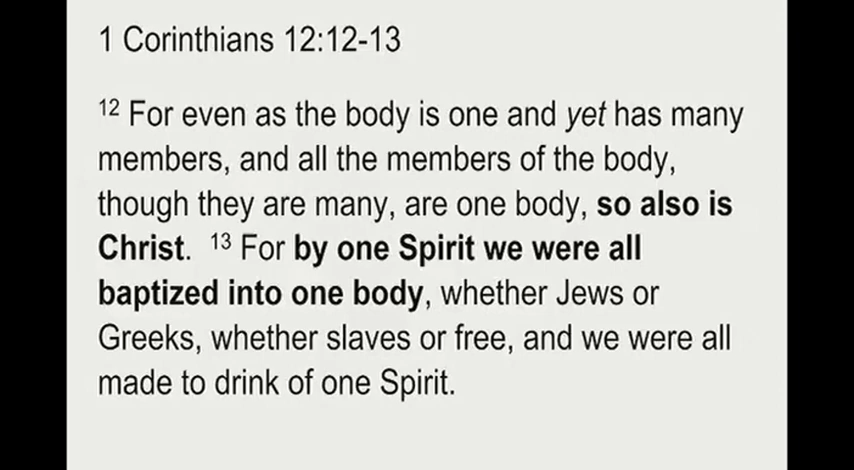 1 Corinthians 12:12-13
12 For even as the body is one and yet has many
members, and all the members of the body,
though they are many, are one body, so also is
Christ.  13 For by one Spirit we were all
baptized into one body, whether Jews or
Greeks, whether slaves or free, and we were all
made to drink of one Spirit.